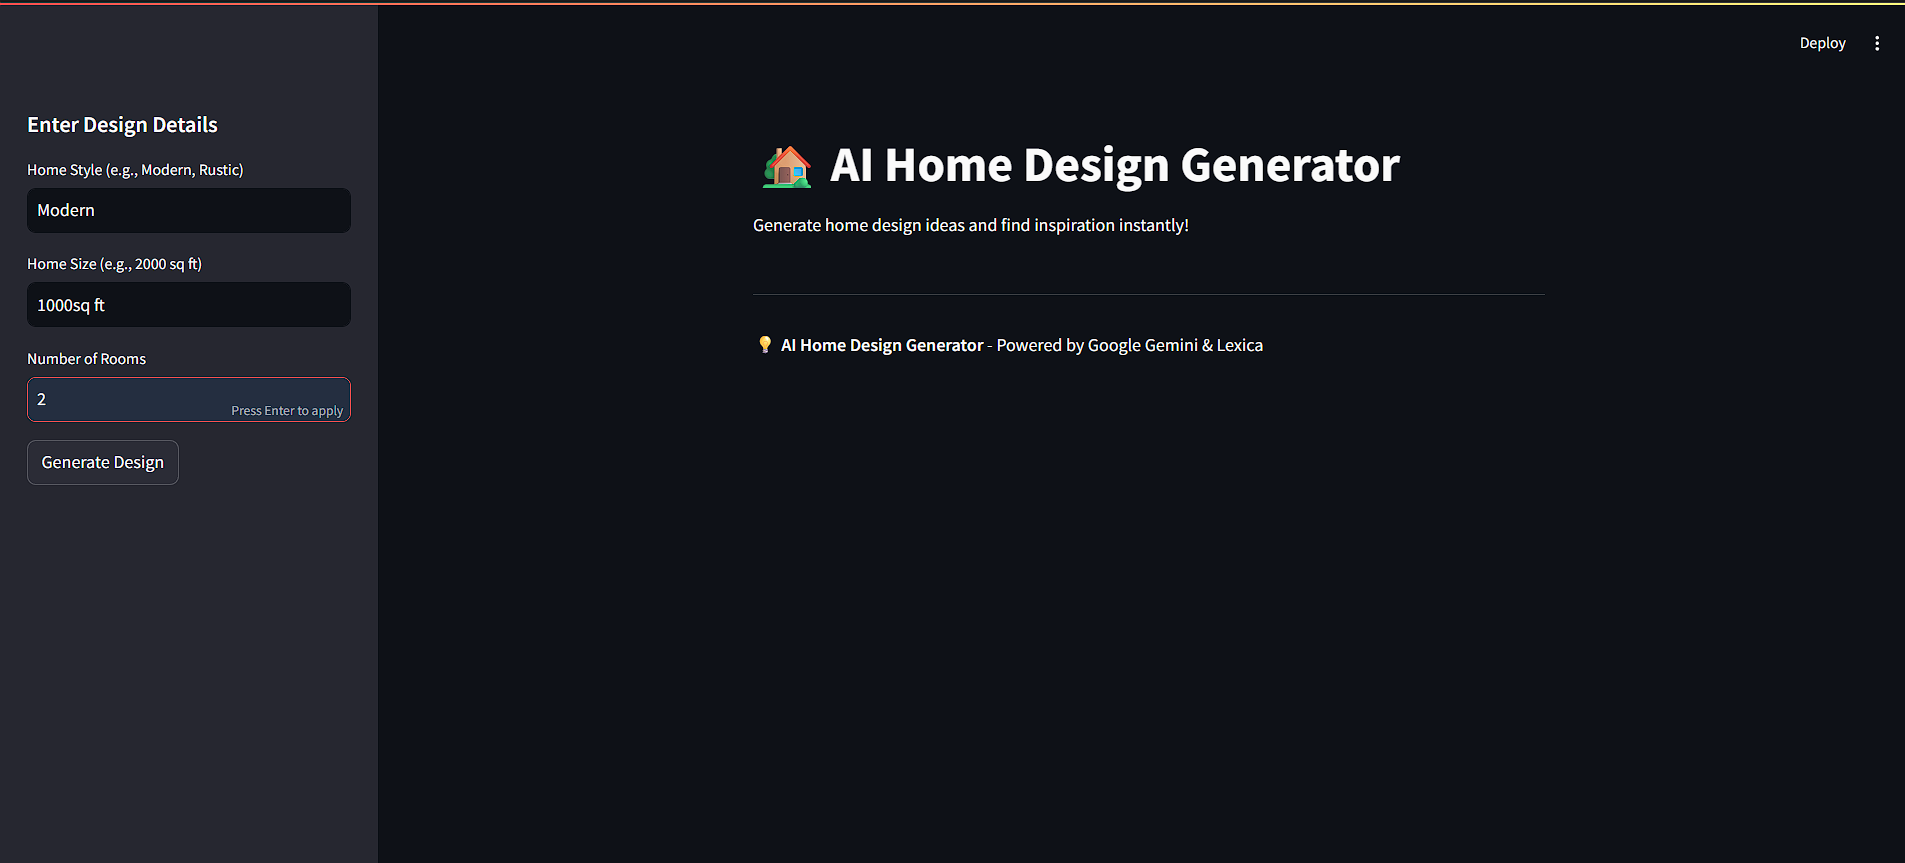 Deploy
Enter Design Details
Home Style (e.g., Modern, Rustic)
Modern
Home Size (e.g., 2000 sq ft)
1000sq ft
Number of Rooms
2
Press Enter to apply
Generate Design
AI Home Design Generator
Generate home design ideas and find inspiration instantly!
AI Home Design Generator - Powered by Google Gemini & Lexica